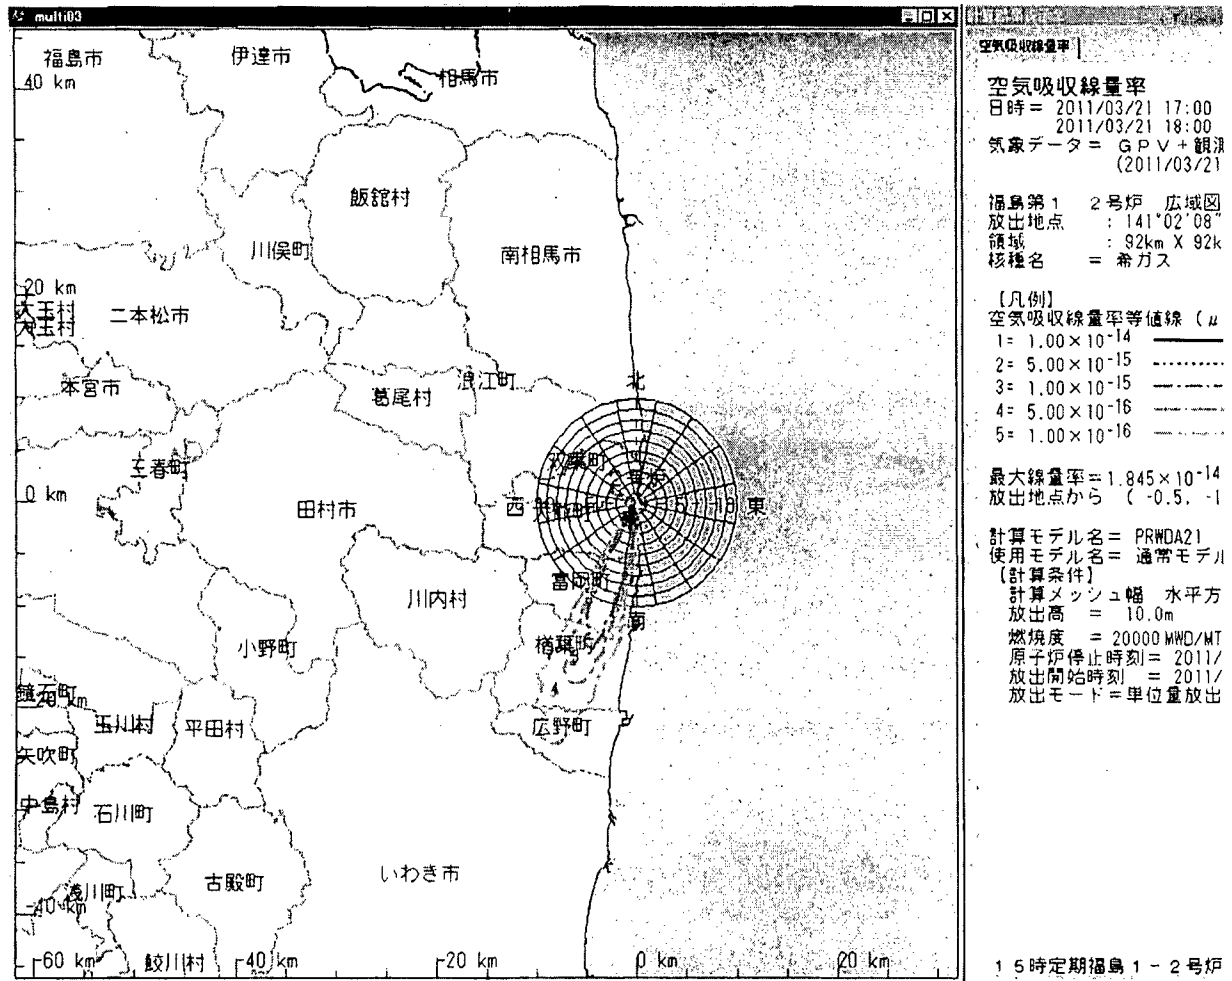 multi03
福島市
伊達市
相馬市
40 km
飯舘村
川俣町
南相馬市
20 km
大玉村
大玉村
二本松市
本宮市
葛尾村
浪江町
北
三春町
双葉町
0 km
田村市
西
10
東
富岡町
川内村
南
小野町
楢葉町
鏡石町
-20 km
玉川村
平田村
広野町
矢吹町
中島村
石川町
古殿町
いわき市
浅川町
-40 km
鮫川村
-60 km
-40 km
-20 km
0 km
20 km
空気吸収線量率
空気吸収線量率
日時= 2011/03/21 17:00
2011/03/21 18:00
気象データ= GPV+観測
(2011/03/21
福島第1 2号炉 広域図
放出地点 : 141°02'08"
領域 : 92km X 92k
核種名 = 希ガス
【凡例】
空気吸収線量率等値線 (μ
1= 1.00×10⁻¹⁴
2= 5.00×10⁻¹⁵
3= 1.00×10⁻¹⁵
4= 5.00×10⁻¹⁶
5= 1.00×10⁻¹⁶
最大線量率=1.845×10⁻¹⁴
放出地点から ( -0.5, -1
計算モデル名= PRWDA21
使用モデル名= 通常モデル
【計算条件】
計算メッシュ幅 水平方
放出高 = 10.0m
燃焼度 = 20000MWD/MT
原子炉停止時刻= 2011/
放出開始時刻 = 2011/
放出モード=単位量放出
15時定期福島1-2号炉